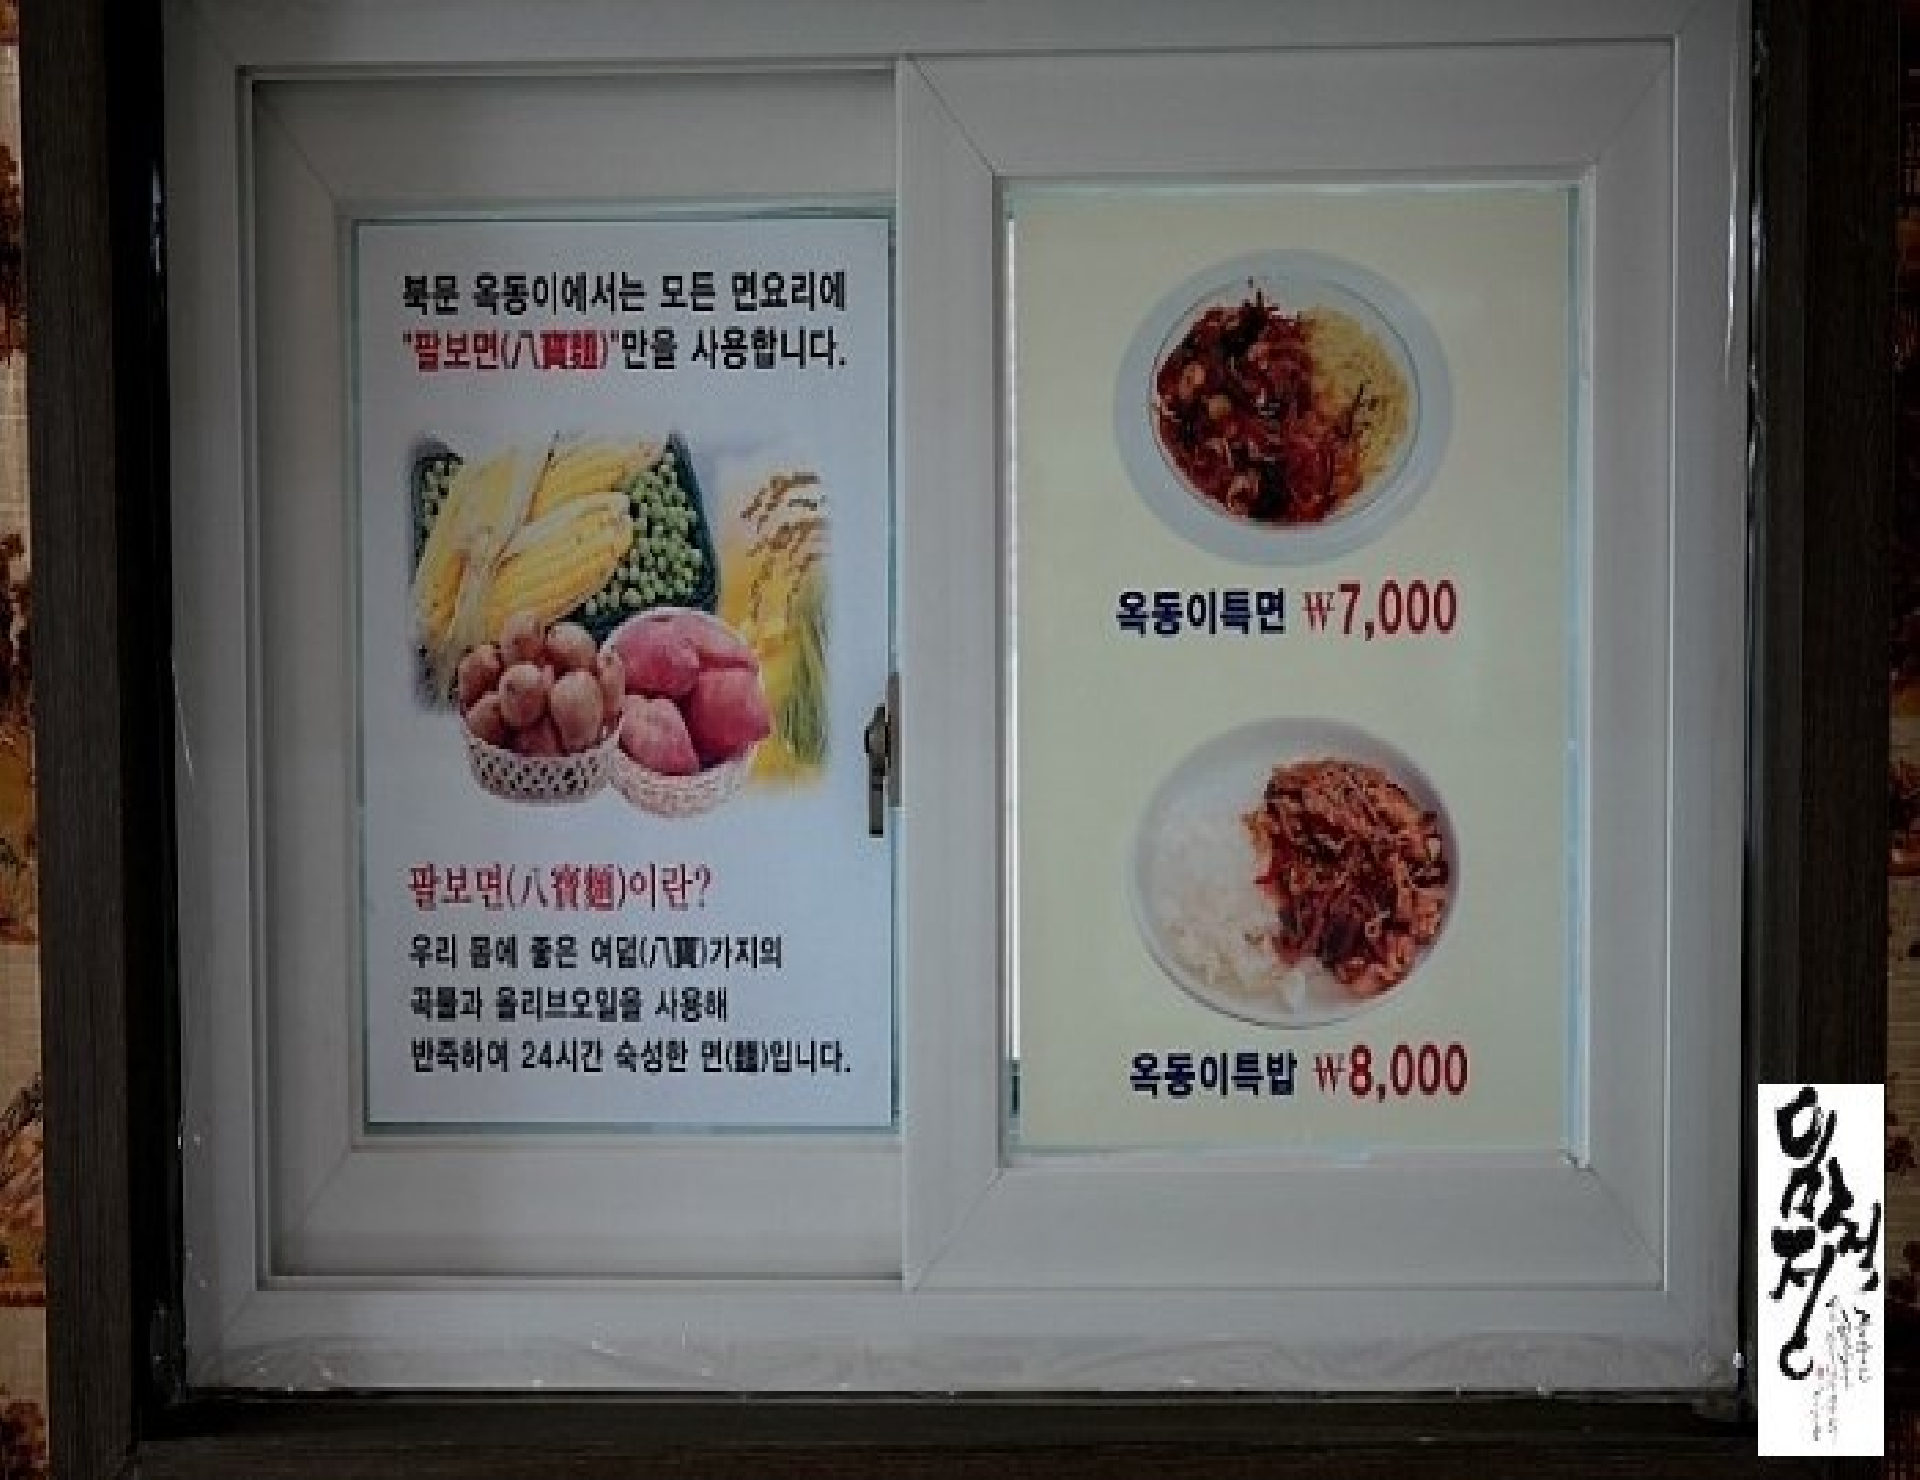 북문 옥동이에서는 모든 면요리에
"팔보면(八寶麵)"만을 사용합니다.
팔보면(八寶麵)이란?
우리 몸에 좋은 여덟(八寶)가지의
곡물과 올리브오일을 사용해
반죽하여 24시간 숙성한 면(麵)입니다.
옥동이특면 ₩7,000
옥동이특밥 ₩8,000